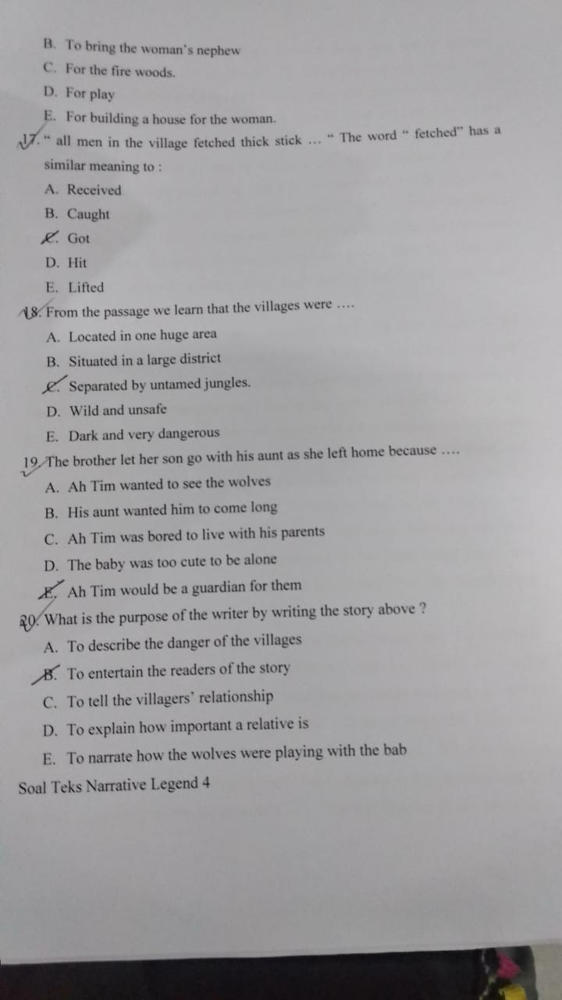 B. To bring the woman's nephew
C. For the fire woods.
D. For play
E. For building a house for the woman.
17. “ all men in the village fetched thick stick … “ The word “ fetched” has a
similar meaning to :
A. Received
B. Caught
C. Got
D. Hit
E. Lifted
18. From the passage we learn that the villages were ….
A. Located in one huge area
B. Situated in a large district
C. Separated by untamed jungles.
D. Wild and unsafe
E. Dark and very dangerous
19. The brother let her son go with his aunt as she left home because ….
A. Ah Tim wanted to see the wolves
B. His aunt wanted him to come long
C. Ah Tim was bored to live with his parents
D. The baby was too cute to be alone
E. Ah Tim would be a guardian for them
20. What is the purpose of the writer by writing the story above ?
A. To describe the danger of the villages
B. To entertain the readers of the story
C. To tell the villagers' relationship
D. To explain how important a relative is
E. To narrate how the wolves were playing with the bab
Soal Teks Narrative Legend 4